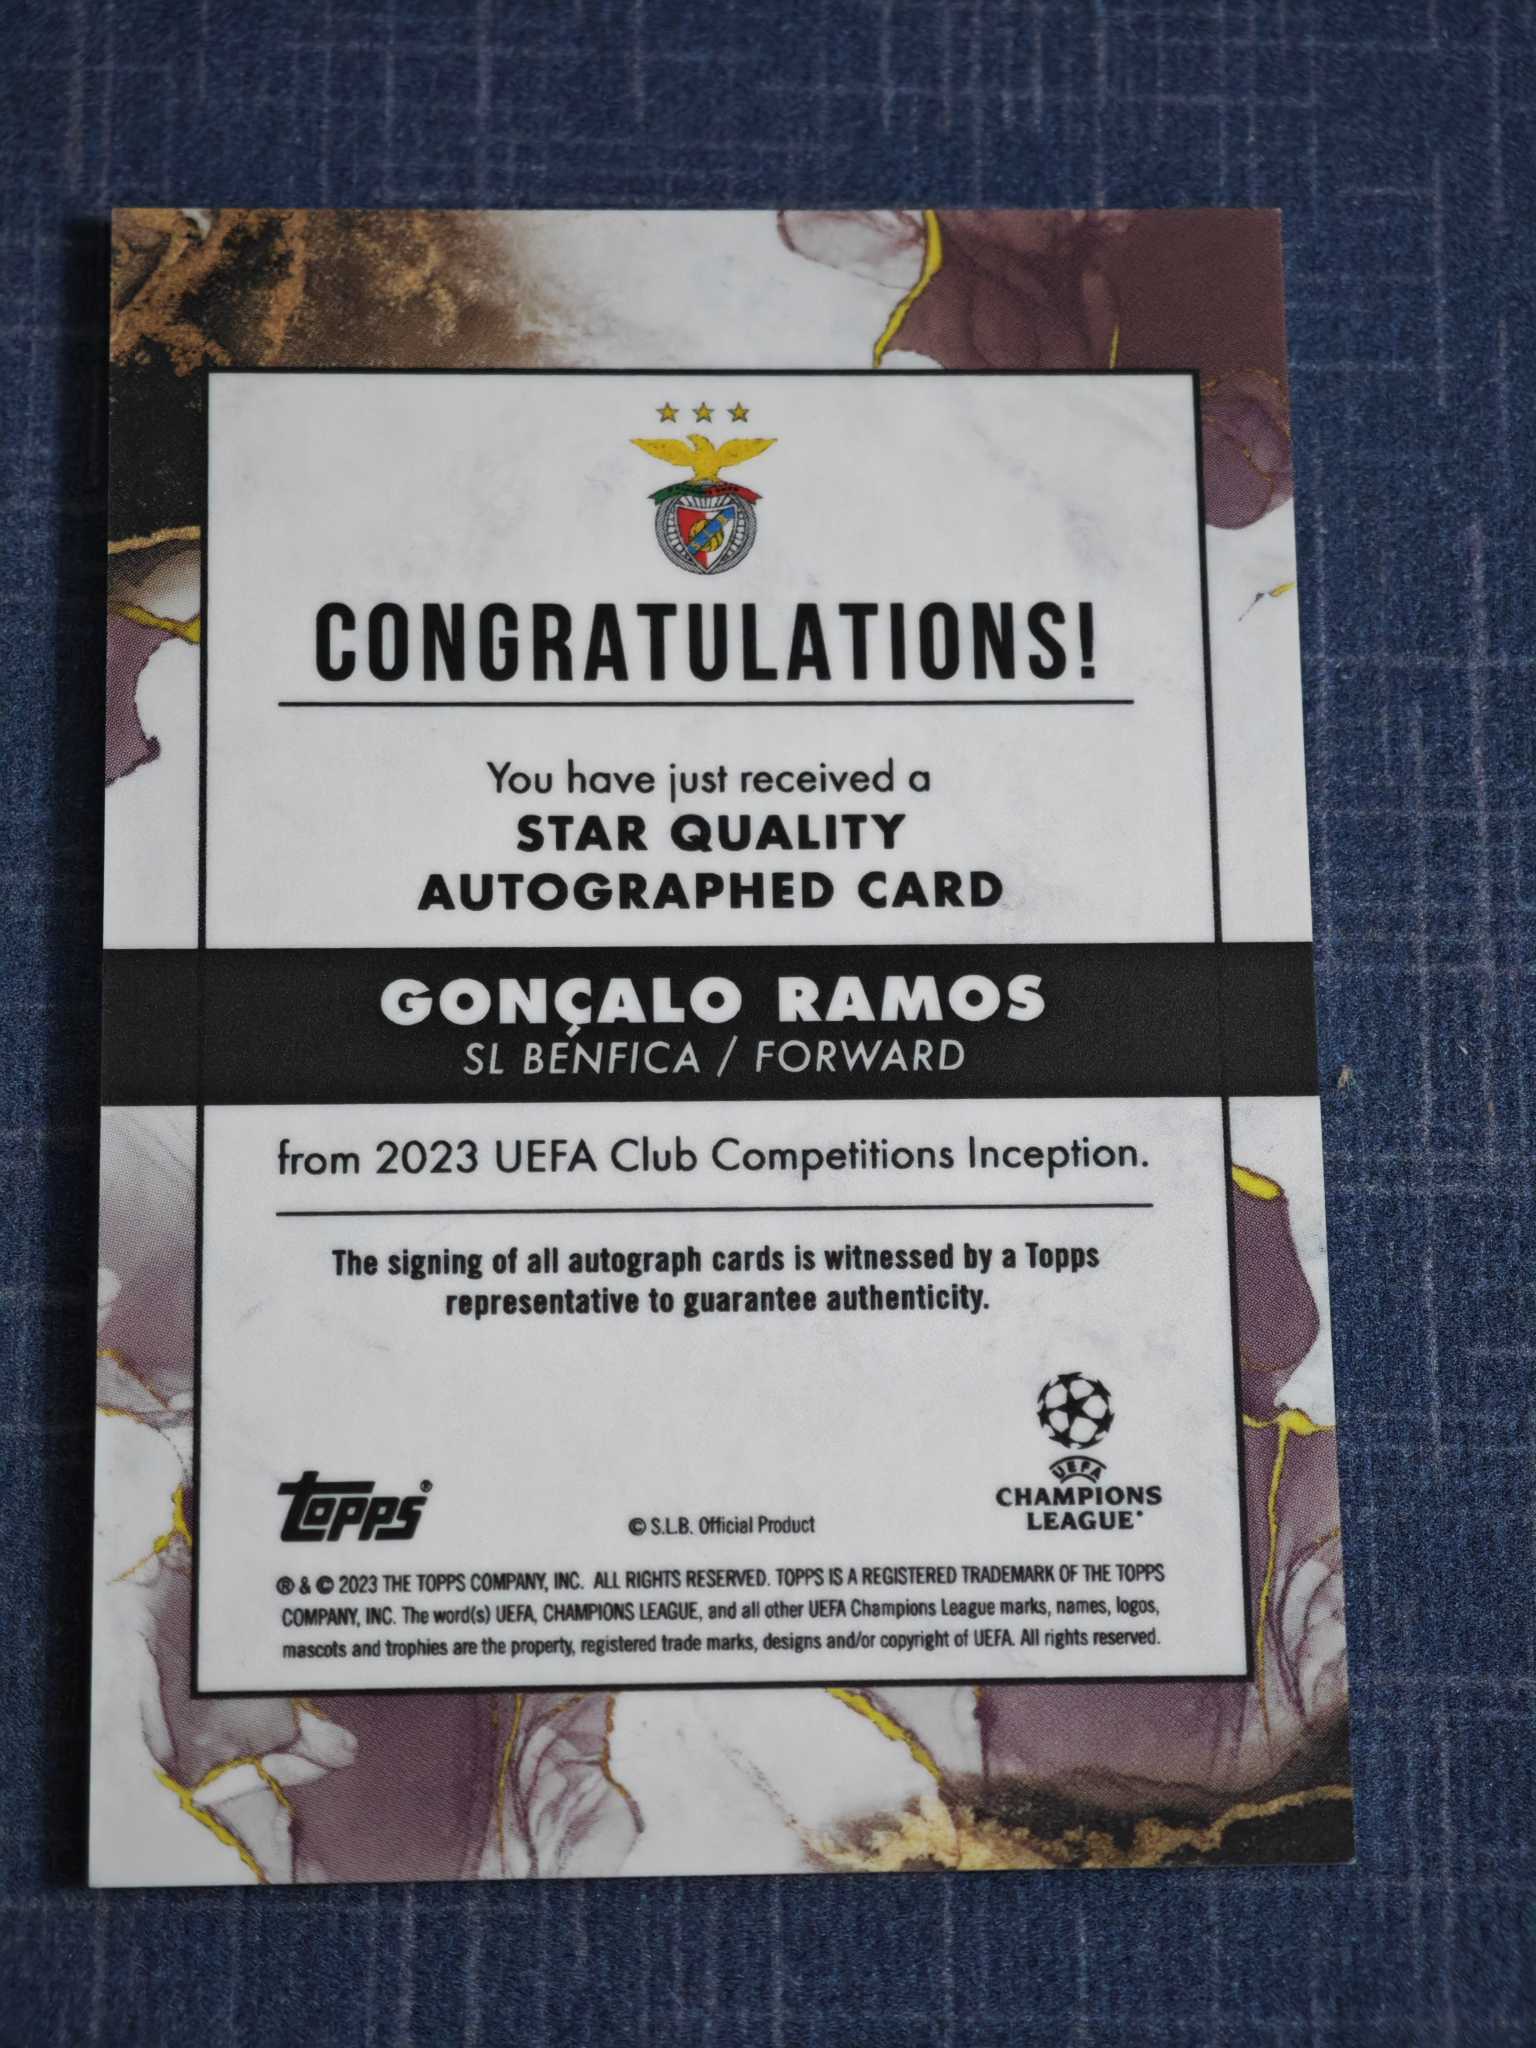 CONGRATULATIONS!
You have just received a
STAR QUALITY
AUTOGRAPHED CARD
GONÇALO RAMOS
SL BENFICA / FORWARD
from 2023 UEFA Club Competitions Inception.
The signing of all autograph cards is witnessed by a Topps
representative to guarantee authenticity.
UEFA
CHAMPIONS
LEAGUE®
topps®
© S.L.B. Official Product
® & © 2023 THE TOPPS COMPANY, INC. ALL RIGHTS RESERVED. TOPPS IS A REGISTERED TRADEMARK OF THE TOPPS
COMPANY, INC. The word(s) UEFA, CHAMPIONS LEAGUE, and all other UEFA Champions League marks, names, logos,
mascots and trophies are the property, registered trade marks, designs and/or copyright of UEFA. All rights reserved.